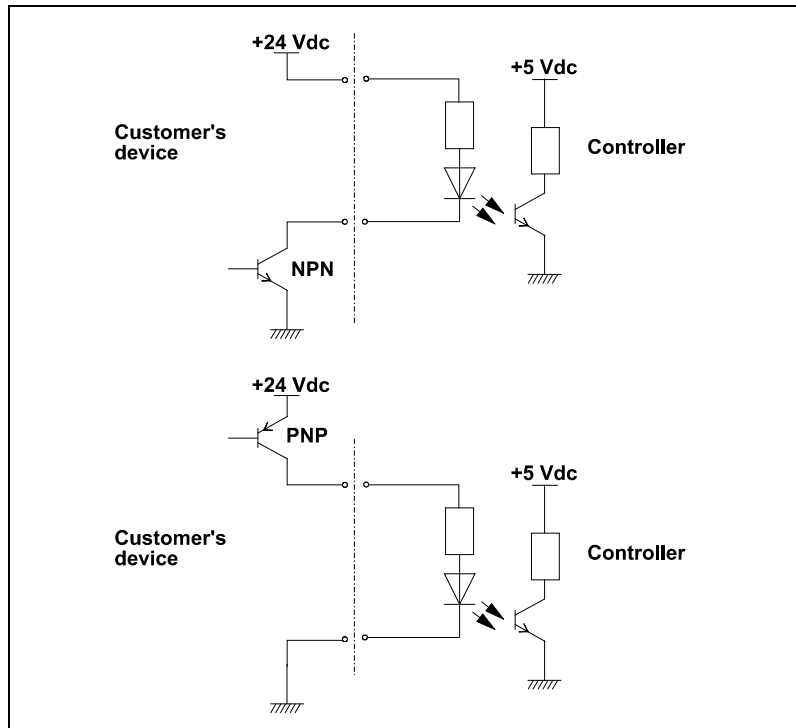 +24 Vdc
+5 Vdc
Customer's
device
Controller
NPN
+24 Vdc
PNP
+5 Vdc
Customer's
device
Controller